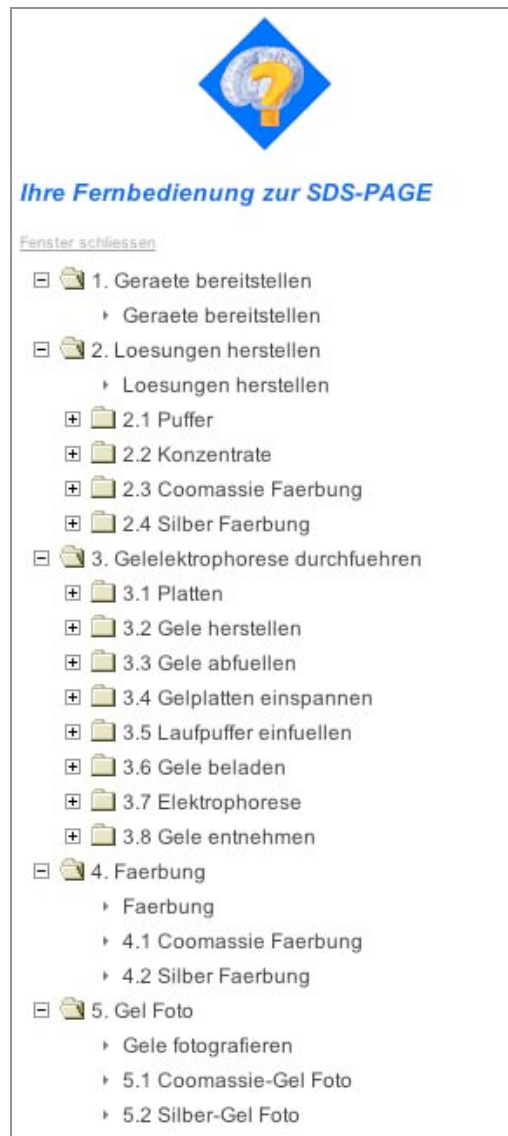 ?
Ihre Fernbedienung zur SDS-PAGE
Fenster schliessen
1. Geraete bereitstellen
Geraete bereitstellen
2. Loesungen herstellen
Loesungen herstellen
2.1 Puffer
2.2 Konzentrate
2.3 Coomassie Faerbung
2.4 Silber Faerbung
3. Gelelektrophorese durchfuehren
3.1 Platten
3.2 Gele herstellen
3.3 Gele abfuellen
3.4 Gelplatten einspannen
3.5 Laufpuffer einfuellen
3.6 Gele beladen
3.7 Elektrophorese
3.8 Gele entnehmen
4. Faerbung
Faerbung
4.1 Coomassie Faerbung
4.2 Silber Faerbung
5. Gel Foto
Gele fotografieren
5.1 Coomassie-Gel Foto
5.2 Silber-Gel Foto